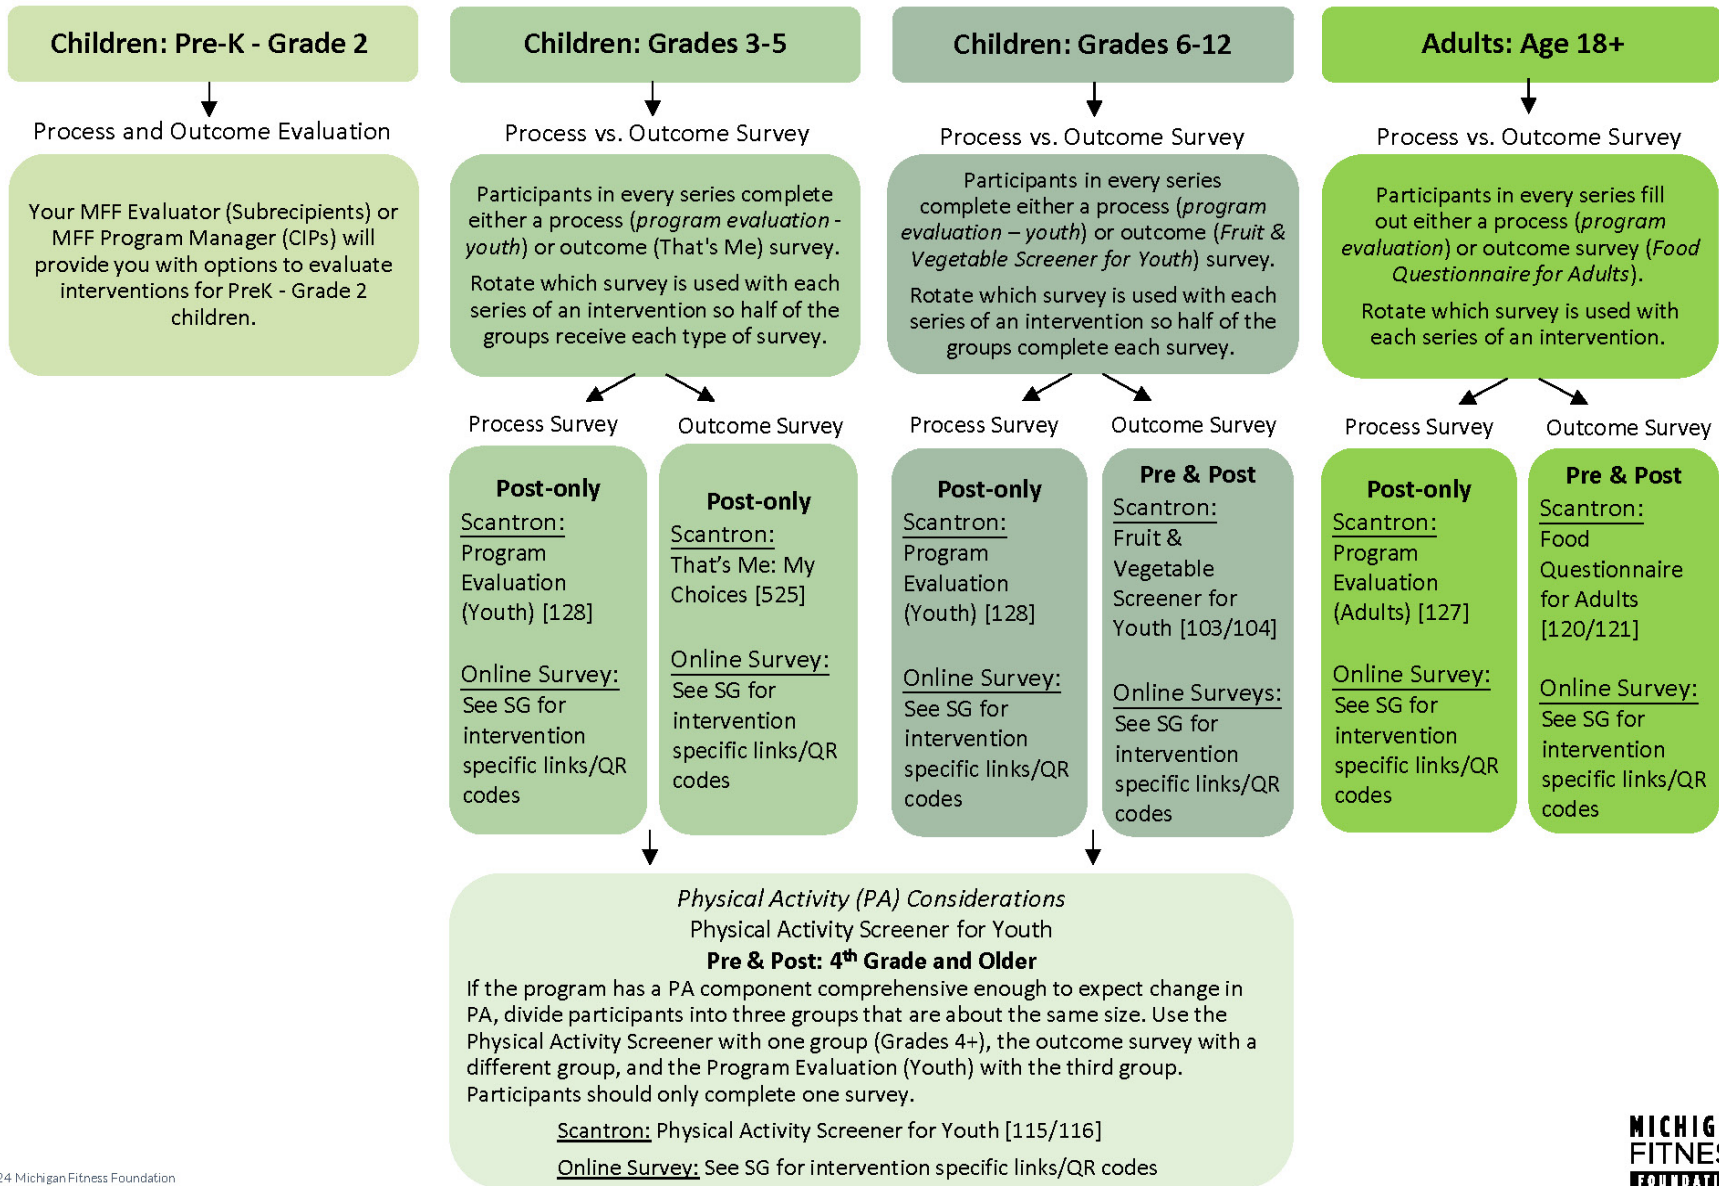 Children: Pre-K - Grade 2
Process and Outcome Evaluation
Your MFF Evaluator (Subrecipients) or
MFF Program Manager (CIPs) will
provide you with options to evaluate
interventions for PreK - Grade 2
children.
Children: Grades 3-5
Process vs. Outcome Survey
Participants in every series complete
either a process (program evaluation -
youth) or outcome (That's Me) survey.
Rotate which survey is used with each
series of an intervention so half of the
groups receive each type of survey.
Process Survey
Post-only
Scantron:
Program
Evaluation
(Youth) [128]
Online Survey:
See SG for
intervention
specific links/QR
codes
Outcome Survey
Post-only
Scantron:
That's Me: My
Choices [525]
Online Survey:
See SG for
intervention
specific links/QR
codes
Children: Grades 6-12
Process vs. Outcome Survey
Participants in every series
complete either a process (program
evaluation – youth) or outcome (Fruit &
Vegetable Screener for Youth) survey.
Rotate which survey is used with each
series of an intervention so half of the
groups complete each survey.
Process Survey
Post-only
Scantron:
Program
Evaluation
(Youth) [128]
Online Survey:
See SG for
intervention
specific links/QR
codes
Outcome Survey
Pre & Post
Scantron:
Fruit &
Vegetable
Screener for
Youth [103/104]
Online Surveys:
See SG for
intervention
specific links/QR
codes
Adults: Age 18+
Process vs. Outcome Survey
Participants in every series fill
out either a process (program
evaluation) or outcome survey (Food
Questionnaire for Adults).
Rotate which survey is used with
each series of an intervention.
Process Survey
Post-only
Scantron:
Program
Evaluation
(Adults) [127]
Online Survey:
See SG for
intervention
specific links/QR
codes
Outcome Survey
Pre & Post
Scantron:
Food
Questionnaire
for Adults
[120/121]
Online Survey:
See SG for
intervention
specific links/QR
codes
Physical Activity (PA) Considerations
Physical Activity Screener for Youth
Pre & Post: 4th Grade and Older
If the program has a PA component comprehensive enough to expect change in
PA, divide participants into three groups that are about the same size. Use the
Physical Activity Screener with one group (Grades 4+), the outcome survey with a
different group, and the Program Evaluation (Youth) with the third group.
Participants should only complete one survey.
Scantron: Physical Activity Screener for Youth [115/116]
Online Survey: See SG for intervention specific links/QR codes
24 Michigan Fitness Foundation
MICHIG
FITNES
FOUNDATI